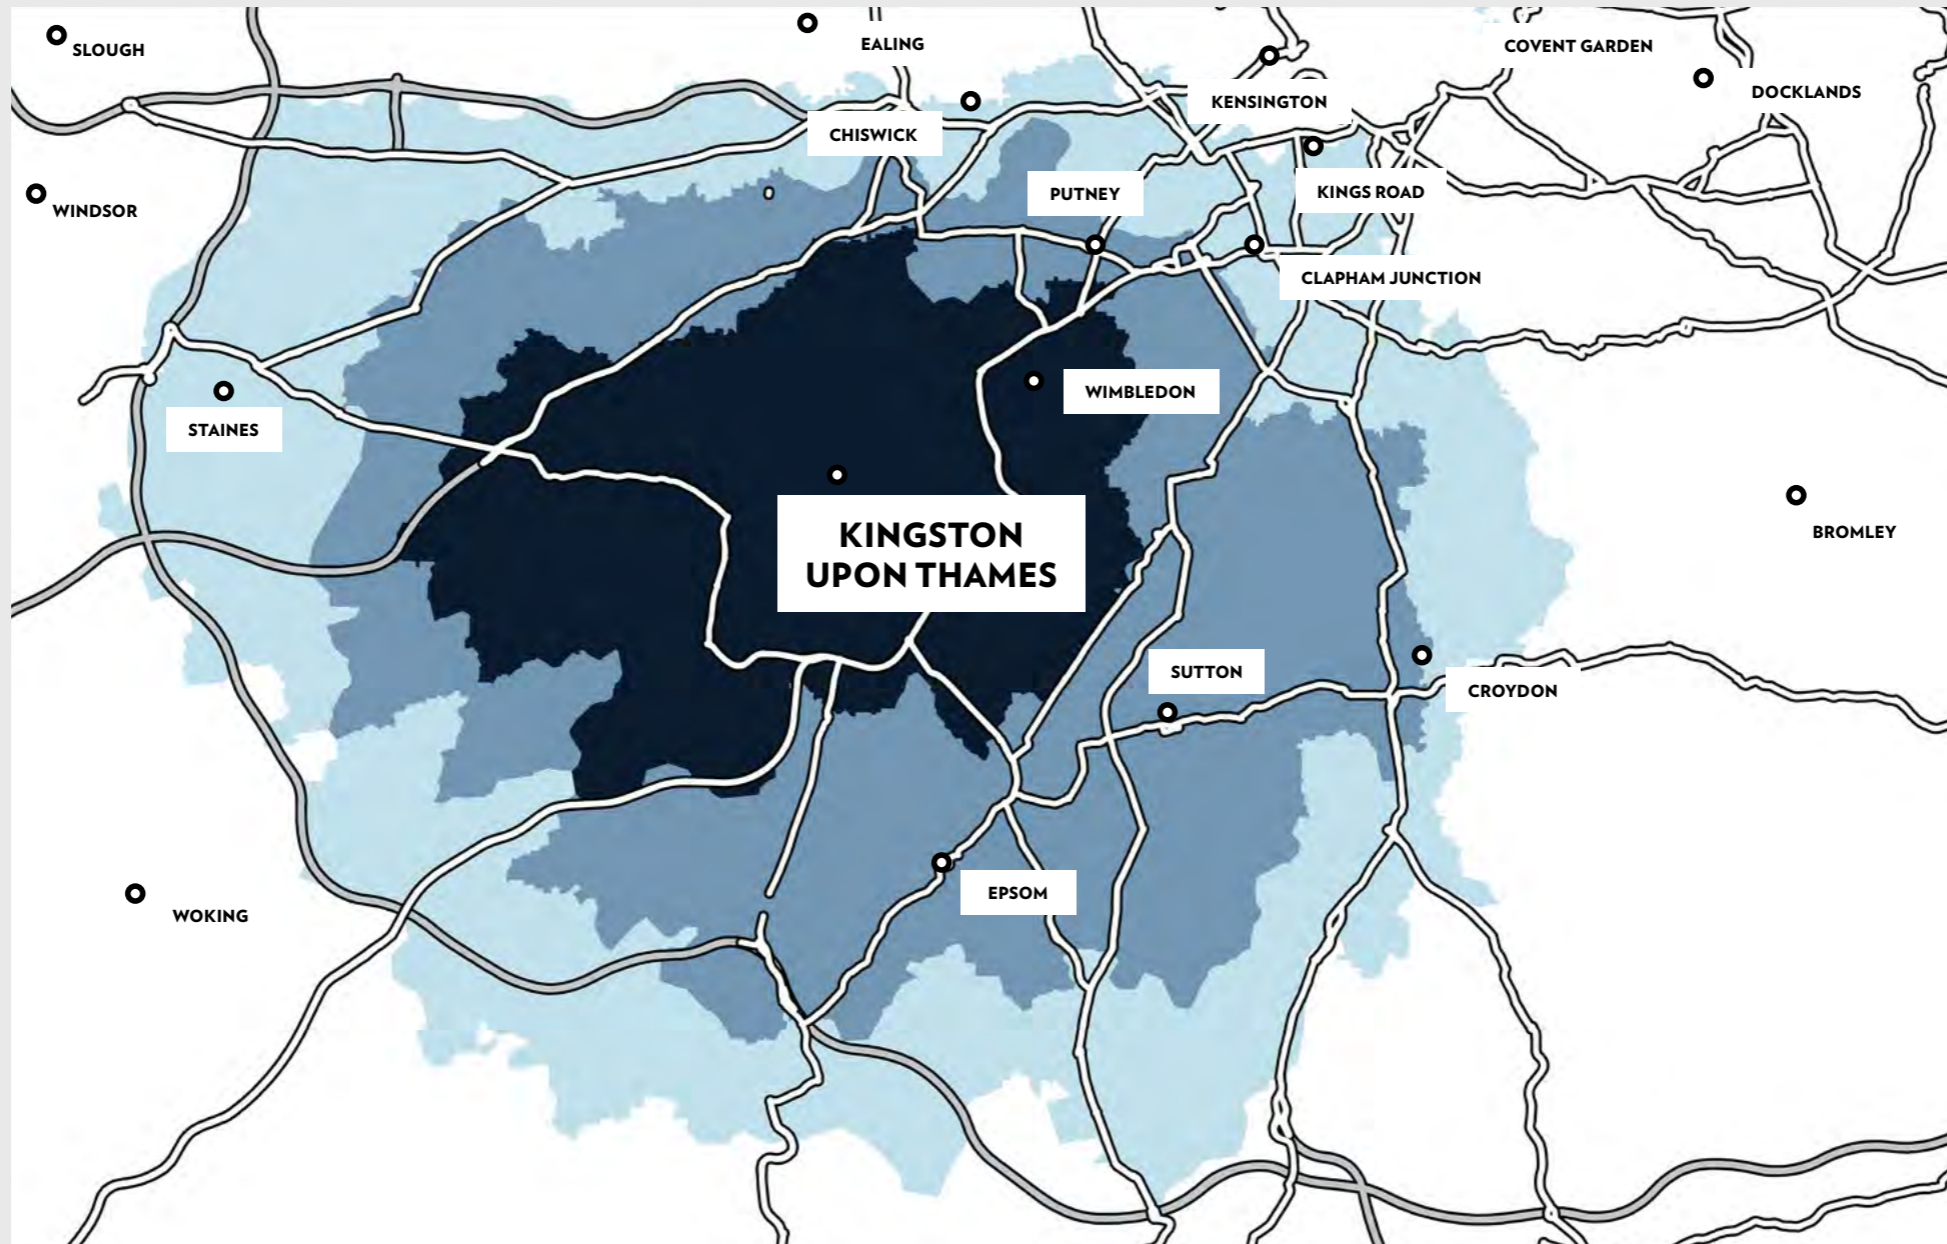 SLOUGH
EALING
COVENT GARDEN
DOCKLANDS
KENSINGTON
CHISWICK
WINDSOR
PUTNEY
KINGS ROAD
CLAPHAM JUNCTION
WIMBLEDON
STAINES
KINGSTON
UPON THAMES
BROMLEY
SUTTON
CROYDON
EPSOM
WOKING